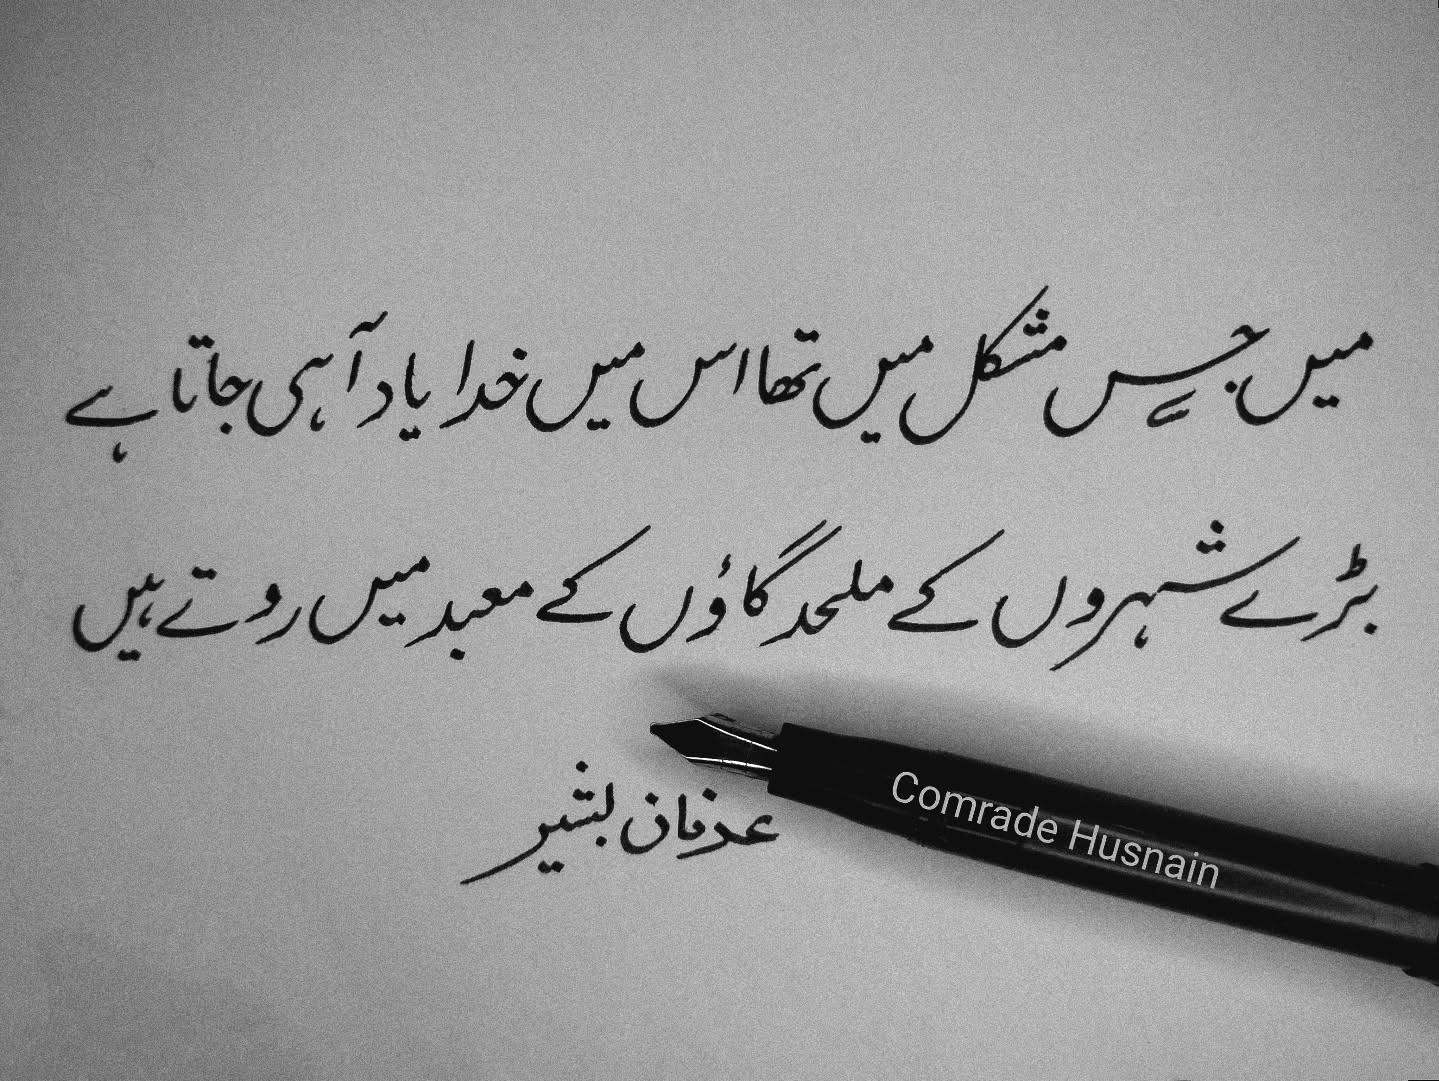 میں جس مشکل میں تھا اس میں خدا یاد آ ہی جاتا ہے
بڑے شہروں کے ملحد گاؤں کے معبد میں روتے ہیں
عدنان بشیر
Comrade Husnain